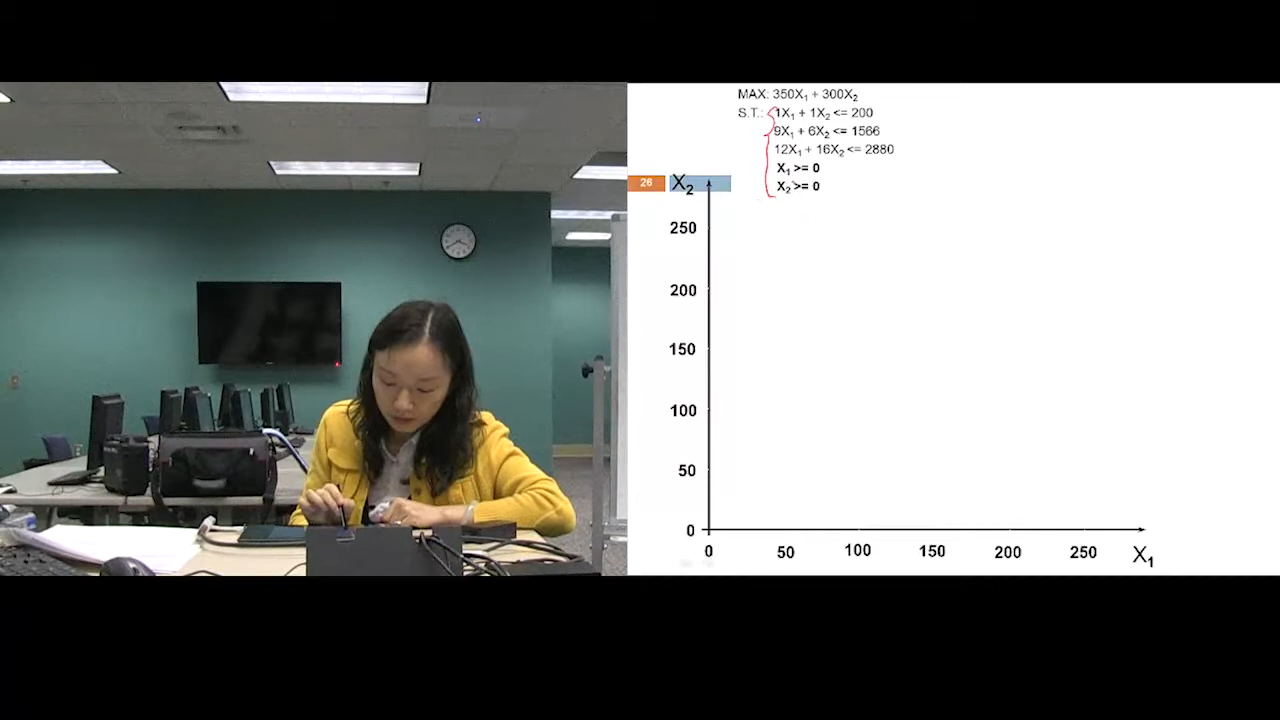 MAX: 350X₁ + 300X₂
S.T.: 1X₁ + 1X₂ <= 200
9X₁ + 6X₂ <= 1566
12X₁ + 16X₂ <= 2880
X₁ >= 0
X₂ >= 0
26
X₂
250
200
150
100
50
0
0 50 100 150 200 250
X₁